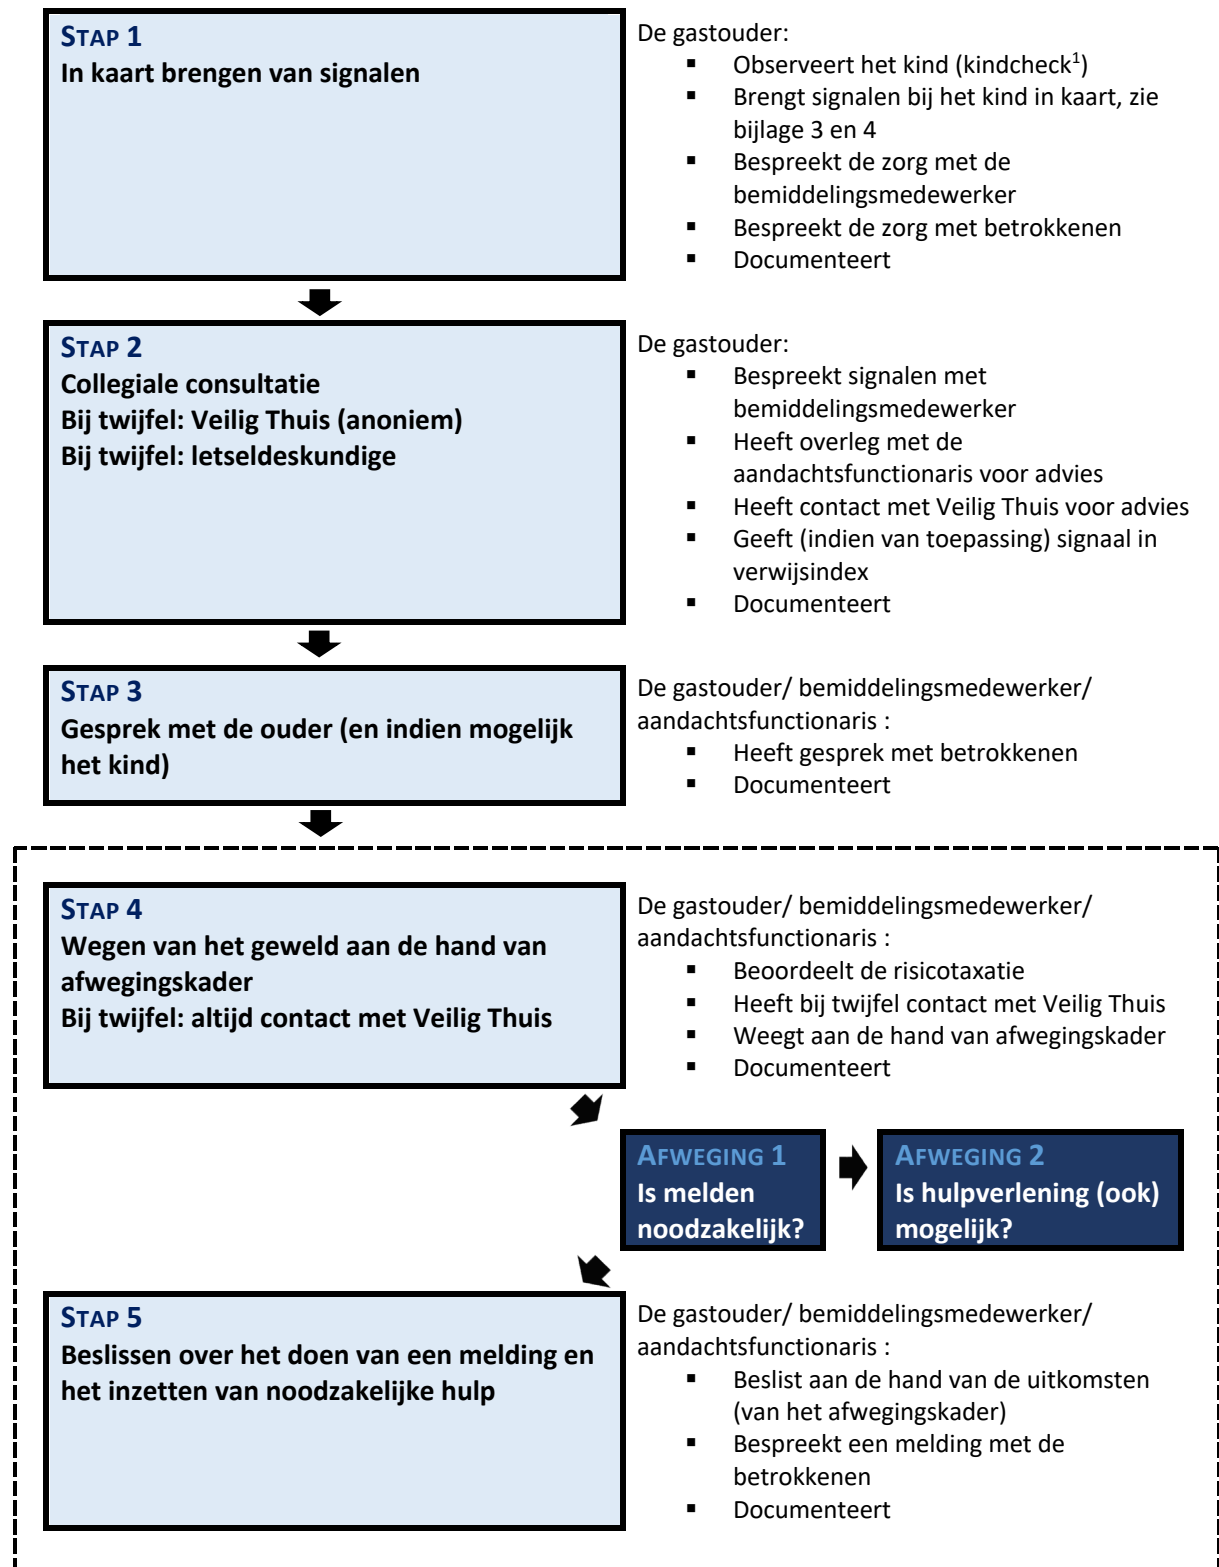 STAP 1
In kaart brengen van signalen
De gastouder:
▪ Observeert het kind (kindcheck¹)
▪ Brengt signalen bij het kind in kaart, zie
bijlage 3 en 4
▪ Bespreekt de zorg met de
bemiddelingsmedewerker
▪ Bespreekt de zorg met betrokkenen
▪ Documenteert
STAP 2
Collegiale consultatie
Bij twijfel: Veilig Thuis (anoniem)
Bij twijfel: letseldeskundige
De gastouder:
▪ Bespreekt signalen met
bemiddelingsmedewerker
▪ Heeft overleg met de
aandachtsfunctionaris voor advies
▪ Heeft contact met Veilig Thuis voor advies
▪ Geeft (indien van toepassing) signaal in
verwijsindex
▪ Documenteert
STAP 3
Gesprek met de ouder (en indien mogelijk
het kind)
De gastouder/ bemiddelingsmedewerker/
aandachtsfunctionaris :
▪ Heeft gesprek met betrokkenen
▪ Documenteert
STAP 4
Wegen van het geweld aan de hand van
afwegingskader
Bij twijfel: altijd contact met Veilig Thuis
De gastouder/ bemiddelingsmedewerker/
aandachtsfunctionaris :
▪ Beoordeelt de risicotaxatie
▪ Heeft bij twijfel contact met Veilig Thuis
▪ Weegt aan de hand van afwegingskader
▪ Documenteert
AFWEGING 1
Is melden
noodzakelijk?
AFWEGING 2
Is hulpverlening (ook)
mogelijk?
STAP 5
Beslissen over het doen van een melding en
het inzetten van noodzakelijke hulp
De gastouder/ bemiddelingsmedewerker/
aandachtsfunctionaris :
▪ Beslist aan de hand van de uitkomsten
(van het afwegingskader)
▪ Bespreekt een melding met de
betrokkenen
▪ Documenteert